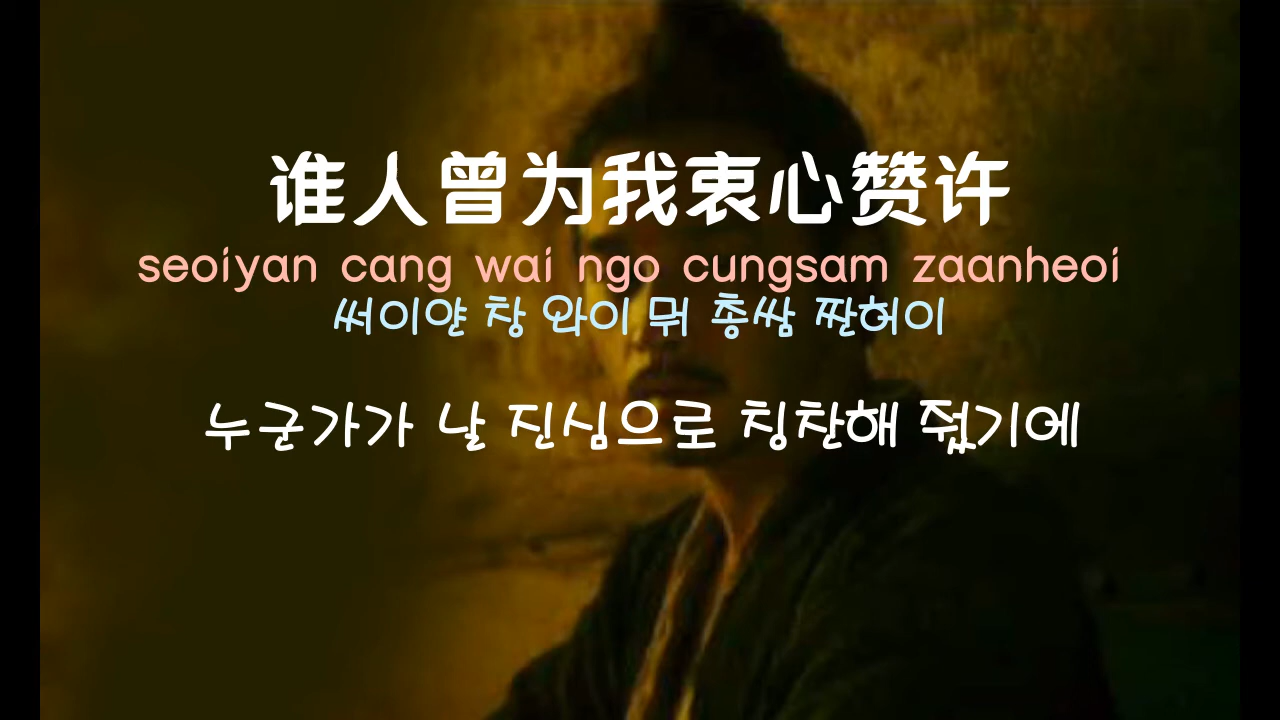 谁人曾为我衷心赞许
seoiyan cang wai ngo cungsam zaanheoi
써이얀 창 와이 뭐 총쌈 짠허이
누군가가 날 진심으로 칭찬해 줬기에